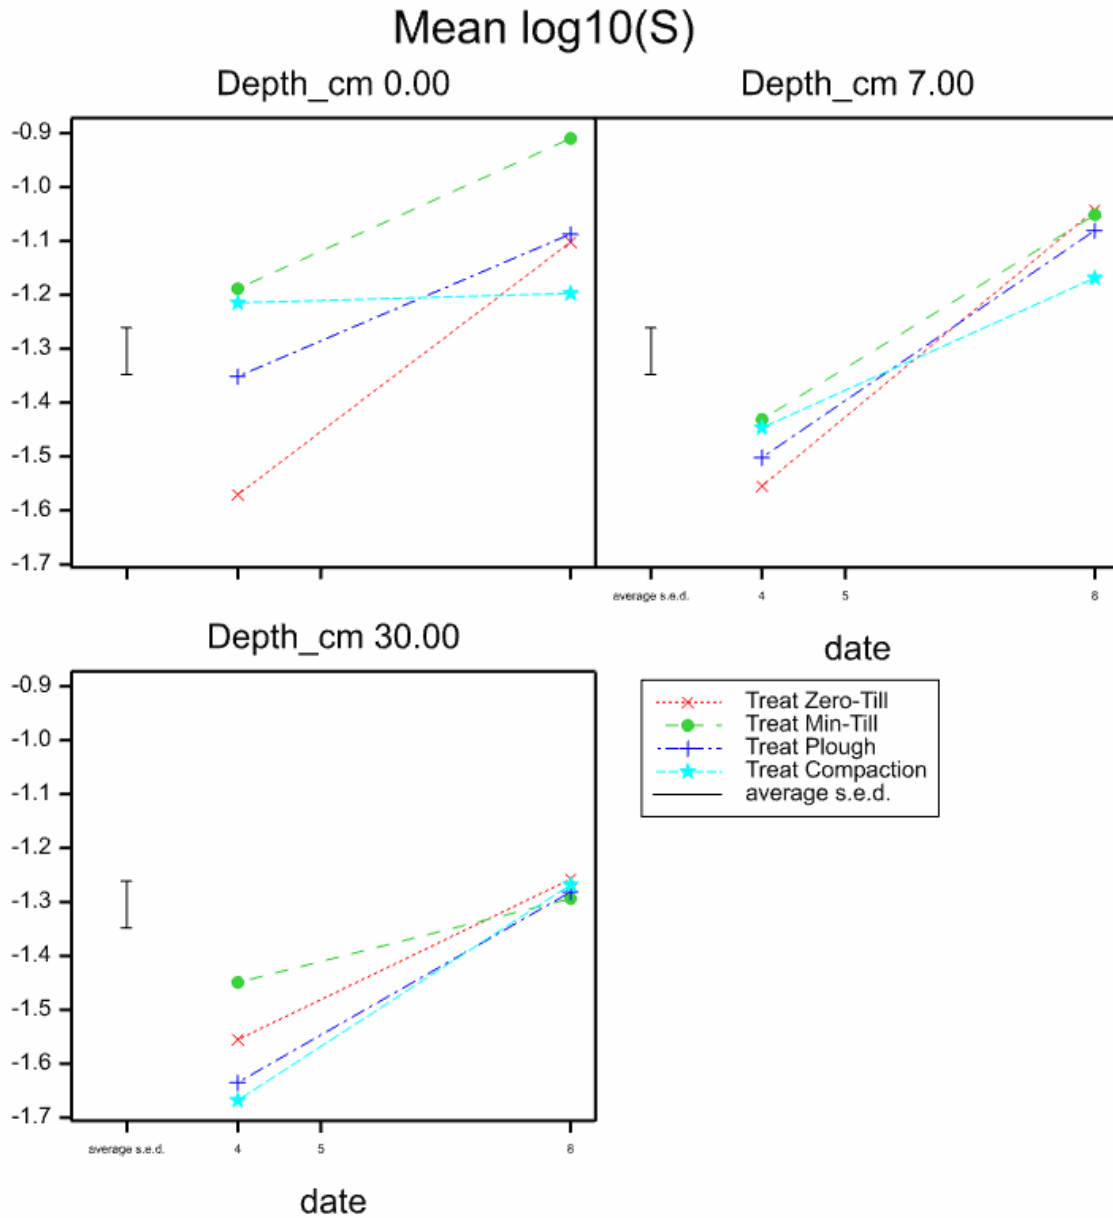 Mean log10(S)
Depth_cm 0.00
Depth_cm 7.00
-0.9
-1.0
-1.1
-1.2
-1.3
-1.4
-1.5
-1.6
-1.7
average s.e.d.
4
5
8
date
Depth_cm 30.00
-0.9
-1.0
-1.1
-1.2
-1.3
-1.4
-1.5
-1.6
-1.7
average s.e.d.
4
5
8
date
Treat Zero-Till
Treat Min-Till
Treat Plough
Treat Compaction
average s.e.d.